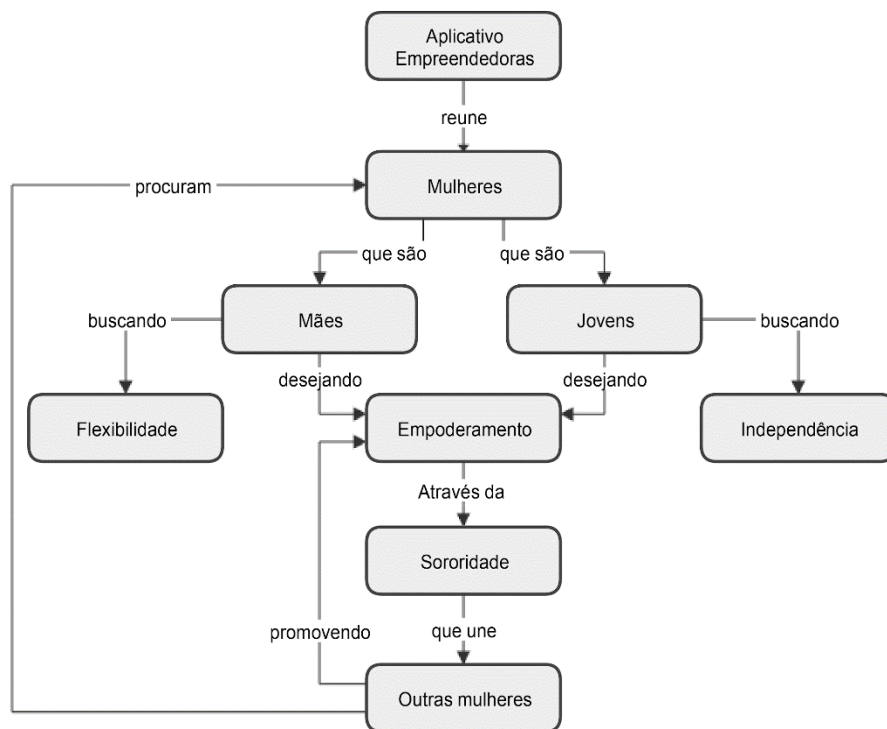 Aplicativo
Empreendedoras
reune
procuram
Mulheres
que são
que são
buscando
Mães
Jovens
buscando
desejando
desejando
Flexibilidade
Empoderamento
Independência
Através da
Sororidade
promovendo
que une
Outras mulheres